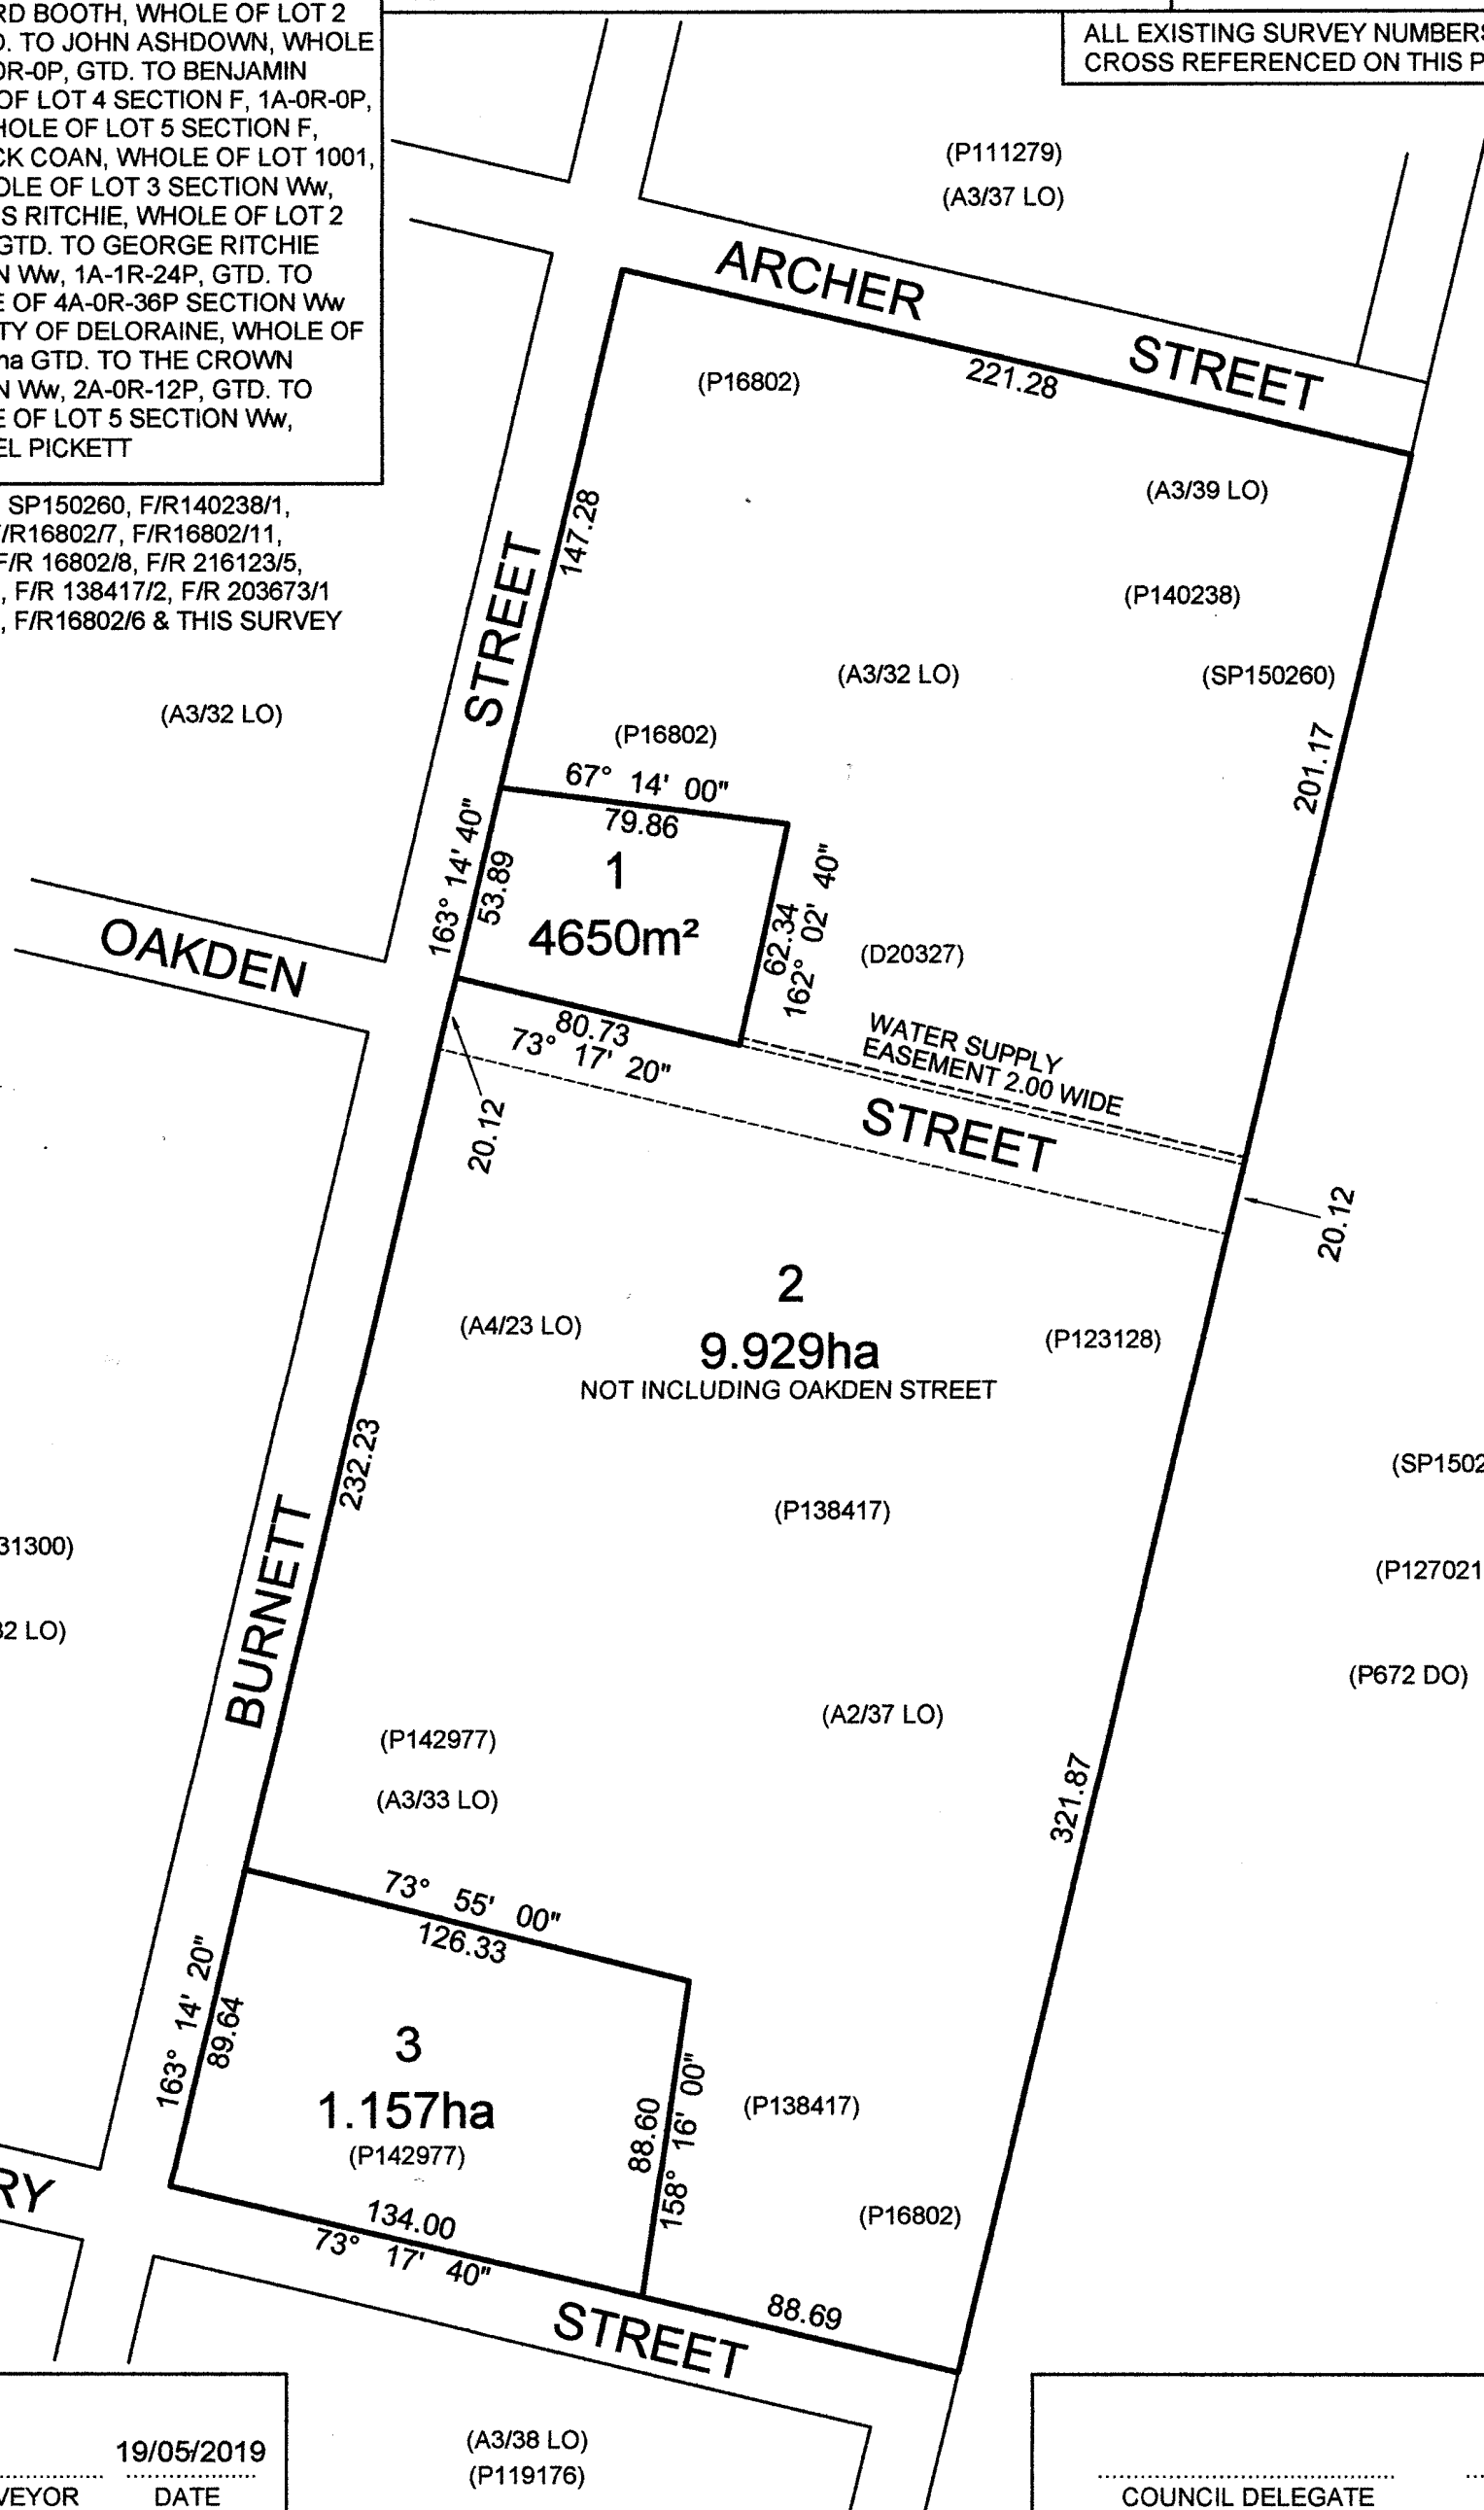 RD BOOTH, WHOLE OF LOT 2
D. TO JOHN ASHDOWN, WHOLE
0R-0P, GTD. TO BENJAMIN
OF LOT 4 SECTION F, 1A-0R-0P,
HOLE OF LOT 5 SECTION F,
CK COAN, WHOLE OF LOT 1001,
OLE OF LOT 3 SECTION Ww,
S RITCHIE, WHOLE OF LOT 2
GTD. TO GEORGE RITCHIE
N Ww, 1A-1R-24P, GTD. TO
E OF 4A-0R-36P SECTION Ww
TY OF DELORAINE, WHOLE OF
ha GTD. TO THE CROWN
N Ww, 2A-0R-12P, GTD. TO
E OF LOT 5 SECTION Ww,
EL PICKETT
SP150260, F/R140238/1,
F/R16802/7, F/R16802/11,
F/R 16802/8, F/R 216123/5,
, F/R 138417/2, F/R 203673/1
, F/R16802/6 & THIS SURVEY
ALL EXISTING SURVEY NUMBERS
CROSS REFERENCED ON THIS P
(P111279)
(A3/37 LO)
ARCHER STREET
221.28
(P16802)
(A3/39 LO)
147.28
(P140238)
STREET
(A3/32 LO)
(SP150260)
(A3/32 LO)
(P16802)
201.17
67° 14' 00"
79.86
163° 14' 40"
53.89
1
4650m²
62.34
162° 02' 40"
OAKDEN
(D20327)
80.73
73° 17' 20"
WATER SUPPLY
EASEMENT 2.00 WIDE
STREET
20.12
20.12
2
9.929ha
NOT INCLUDING OAKDEN STREET
(A4/23 LO)
(P123128)
232.23
(SP1502
(P138417)
31300)
(P127021
BURNETT
32 LO)
(P672 DO)
(A2/37 LO)
(P142977)
(A3/33 LO)
321.87
73° 55' 00"
126.33
163° 14' 20"
89.64
3
1.157ha
(P142977)
88.60
158° 16' 00"
(P138417)
RY
134.00
73° 17' 40"
(P16802)
88.69
STREET
19/05/2019
VEYOR DATE
(A3/38 LO)
(P119176)
COUNCIL DELEGATE